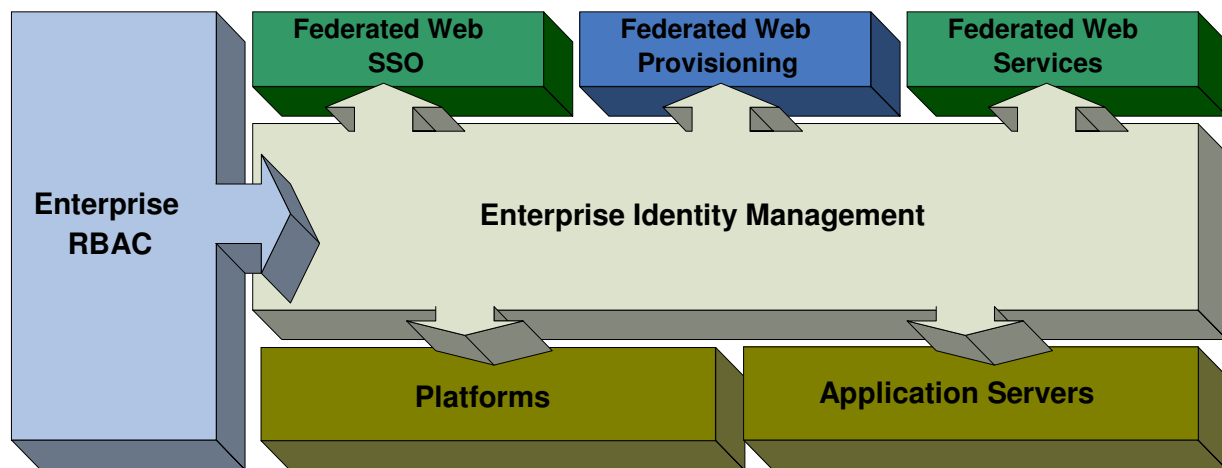 Federated Web
SSO
Federated Web
Provisioning
Federated Web
Services
Enterprise
RBAC
Enterprise Identity Management
Platforms
Application Servers